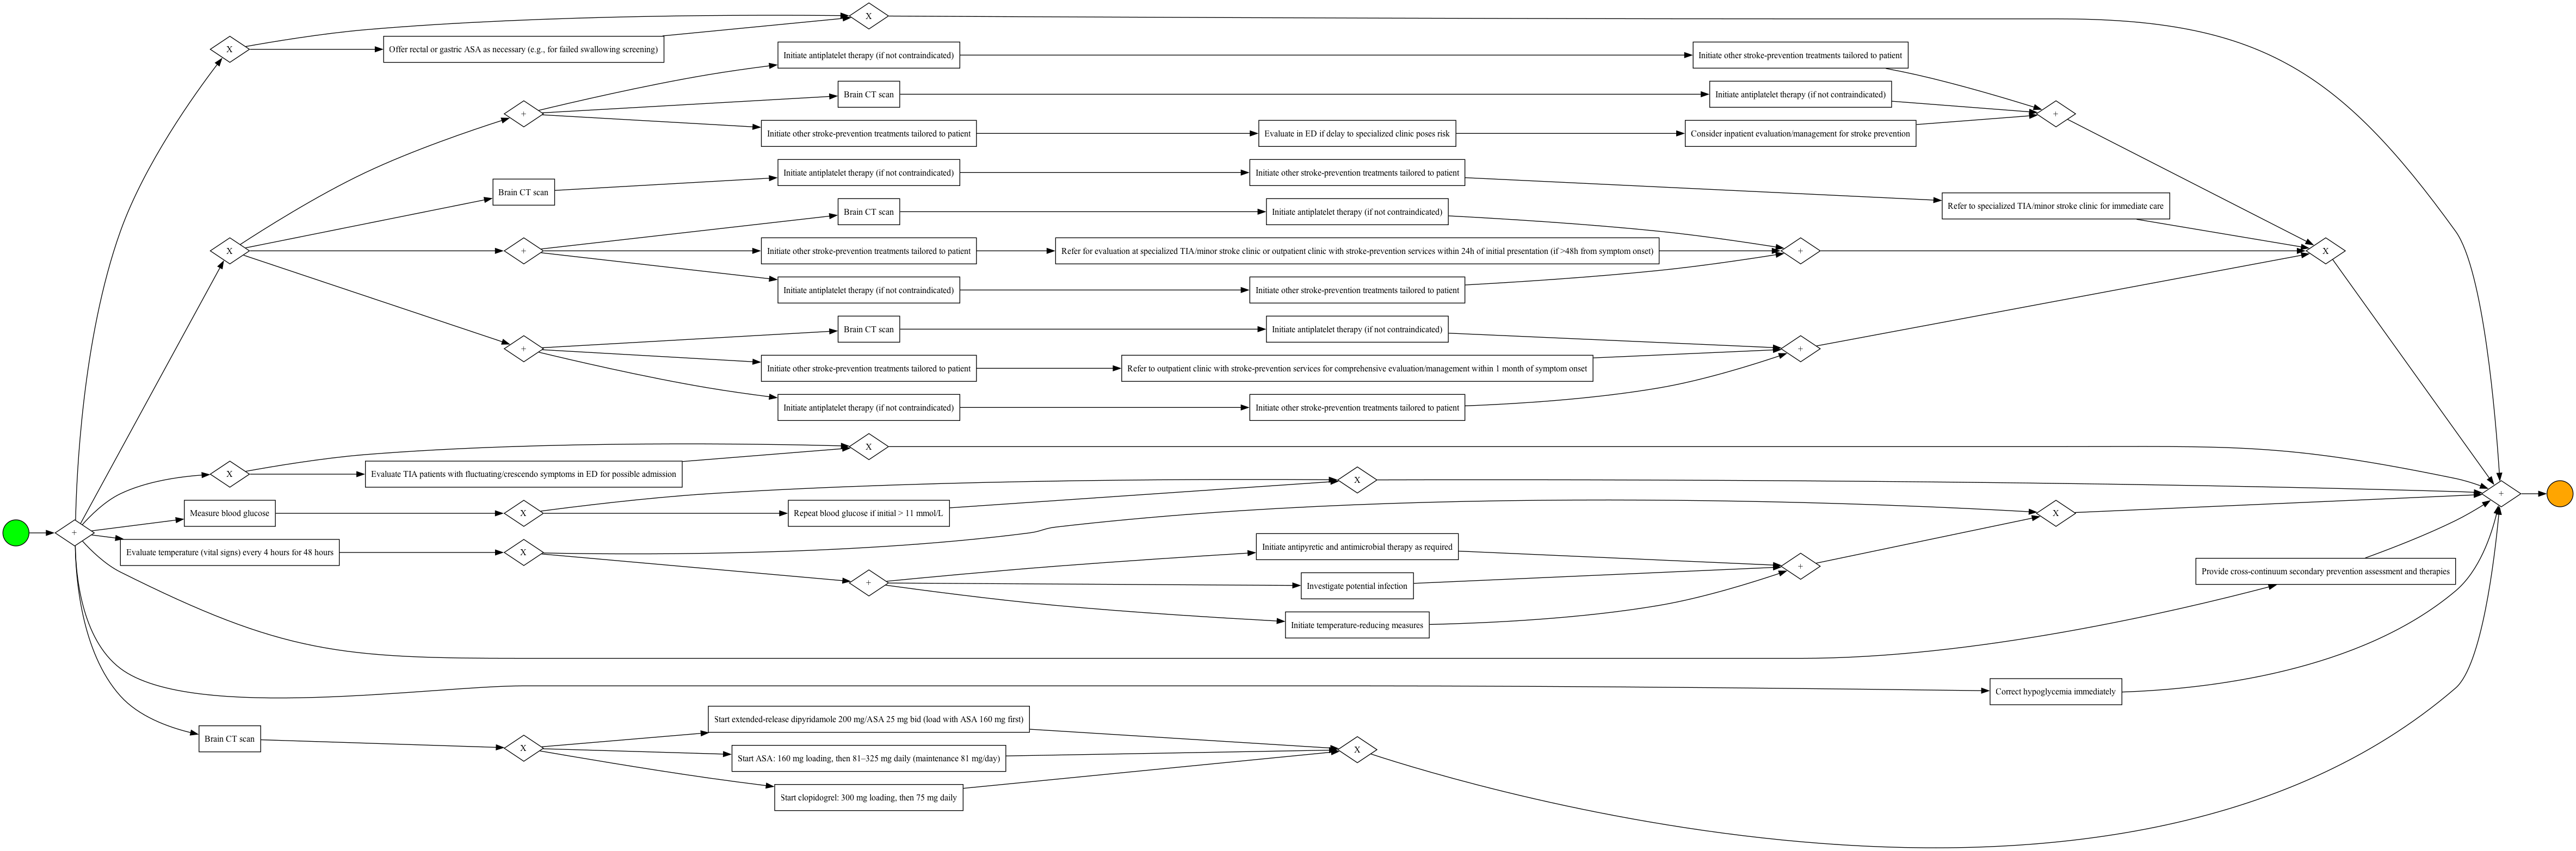 X
X
Offer rectal or gastric ASA as necessary (e.g., for failed swallowing screening)
Initiate antiplatelet therapy (if not contraindicated)
Initiate other stroke-prevention treatments tailored to patient
Brain CT scan
Initiate antiplatelet therapy (if not contraindicated)
+
+
Initiate other stroke-prevention treatments tailored to patient
Evaluate in ED if delay to specialized clinic poses risk
Consider inpatient evaluation/management for stroke prevention
Initiate antiplatelet therapy (if not contraindicated)
Initiate other stroke-prevention treatments tailored to patient
Brain CT scan
Refer to specialized TIA/minor stroke clinic for immediate care
Brain CT scan
Initiate antiplatelet therapy (if not contraindicated)
X
+
Initiate other stroke-prevention treatments tailored to patient
Refer for evaluation at specialized TIA/minor stroke clinic or outpatient clinic with stroke-prevention services within 24h of initial presentation (if >48h from symptom onset)
+
X
Initiate antiplatelet therapy (if not contraindicated)
Initiate other stroke-prevention treatments tailored to patient
Brain CT scan
Initiate antiplatelet therapy (if not contraindicated)
+
+
Initiate other stroke-prevention treatments tailored to patient
Refer to outpatient clinic with stroke-prevention services for comprehensive evaluation/management within 1 month of symptom onset
Initiate antiplatelet therapy (if not contraindicated)
Initiate other stroke-prevention treatments tailored to patient
X
X
Evaluate TIA patients with fluctuating/crescendo symptoms in ED for possible admission
X
+
Measure blood glucose
X
Repeat blood glucose if initial > 11 mmol/L
X
+
Evaluate temperature (vital signs) every 4 hours for 48 hours
X
Initiate antipyretic and antimicrobial therapy as required
+
+
Investigate potential infection
Provide cross-continuum secondary prevention assessment and therapies
Initiate temperature-reducing measures
Correct hypoglycemia immediately
Start extended-release dipyridamole 200 mg/ASA 25 mg bid (load with ASA 160 mg first)
Brain CT scan
X
X
Start ASA: 160 mg loading, then 81–325 mg daily (maintenance 81 mg/day)
Start clopidogrel: 300 mg loading, then 75 mg daily